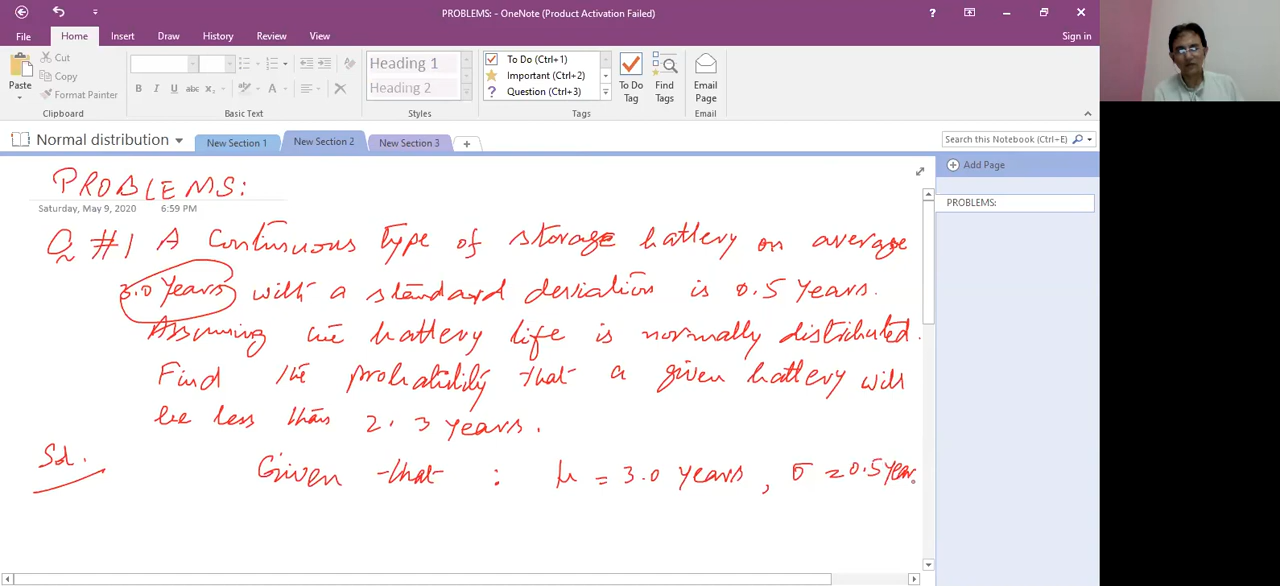 PROBLEMS: - OneNote (Product Activation Failed)
File Home Insert Draw History Review View Sign in
Paste Cut Copy Format Painter
Clipboard
B I U abc X₂ A
Basic Text
Heading 1
Heading 2
Styles
To Do (Ctrl+1)
Important (Ctrl+2)
Question (Ctrl+3)
To Do Tag
Find Tags
Tags
Email Page
Email
Normal distribution New Section 1 New Section 2 New Section 3 Search this Notebook (Ctrl+E)
Add Page
PROBLEMS:
PROBLEMS:
Saturday, May 9, 2020 6:59 PM
Q #1 A Continuous type of storage battery on average
3.0 Years with a standard deviation is 0.5 Years.
Assuming the battery life is normally distributed.
Find the probability that a given battery will
be less than 2.3 years.
Sol. Given that : μ = 3.0 years, σ = 0.5 year